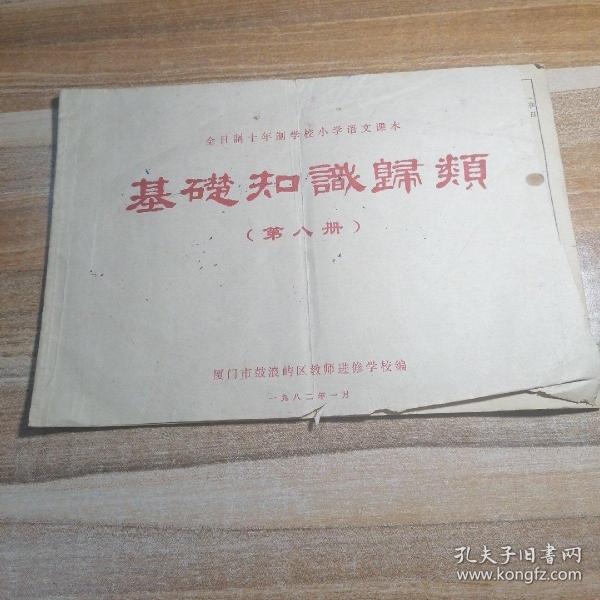 全日制十年制学校小学语文课本
基礎知識歸類
（第八册）
厦门市鼓浪屿区教师进修学校编
一九八二年一月
孔夫子旧书网
www.kongfz.com